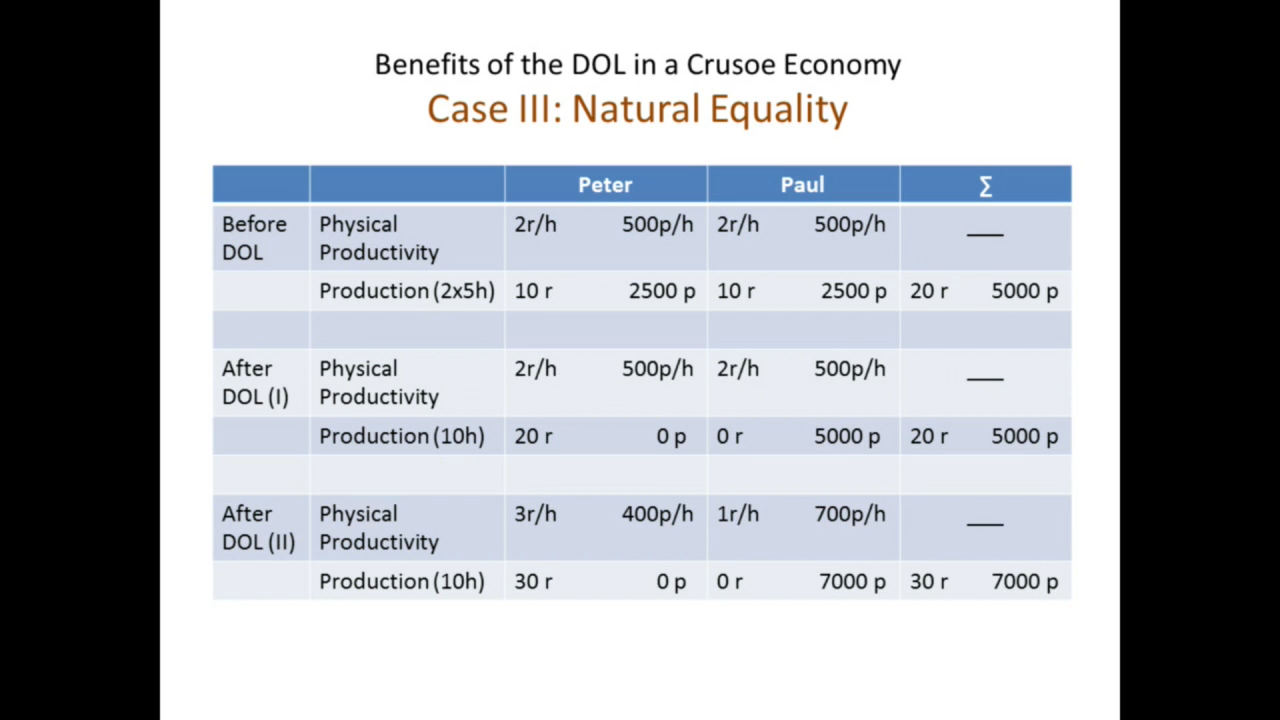 Benefits of the DOL in a Crusoe Economy
Case III: Natural Equality
Peter Paul ∑
Before DOL Physical Productivity 2r/h 500p/h 2r/h 500p/h ___
Production (2x5h) 10 r 2500 p 10 r 2500 p 20 r 5000 p
After DOL (I) Physical Productivity 2r/h 500p/h 2r/h 500p/h ___
Production (10h) 20 r 0 p 0 r 5000 p 20 r 5000 p
After DOL (II) Physical Productivity 3r/h 400p/h 1r/h 700p/h ___
Production (10h) 30 r 0 p 0 r 7000 p 30 r 7000 p